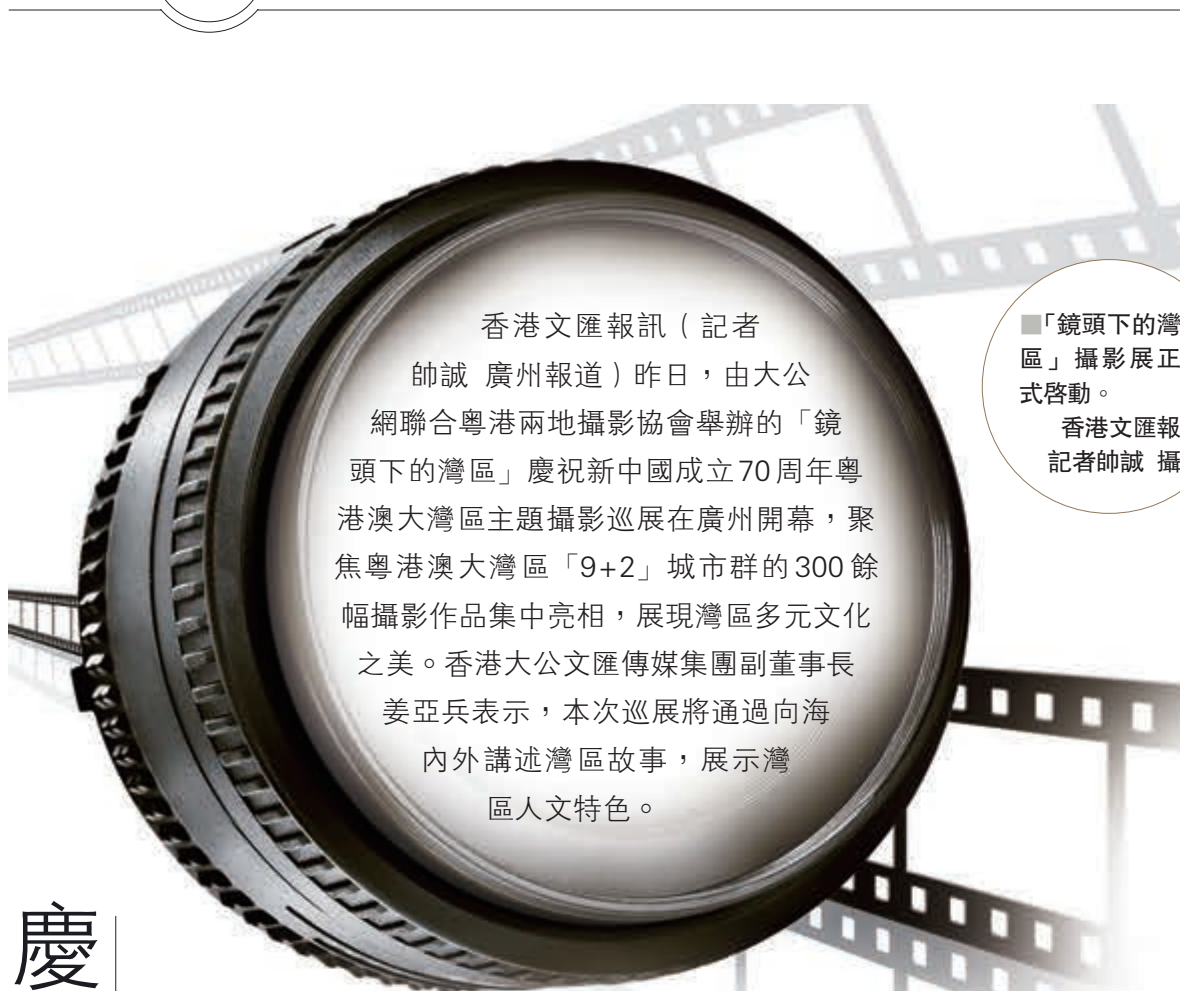 香港文匯報訊（記者
帥誠 廣州報道）昨日，由大公
網聯合粵港兩地攝影協會舉辦的「鏡
頭下的灣區」慶祝新中國成立70周年粵
港澳大灣區主題攝影巡展在廣州開幕，聚
焦粵港澳大灣區「9+2」城市群的300餘
幅攝影作品集中亮相，展現灣區多元文化
之美。香港大公文匯傳媒集團副董事長
姜亞兵表示，本次巡展將通過向海
內外講述灣區故事，展示灣
區人文特色。
■「鏡頭下的灣
區」攝影展正
式啓動。
香港文匯報
記者帥誠 攝
慶